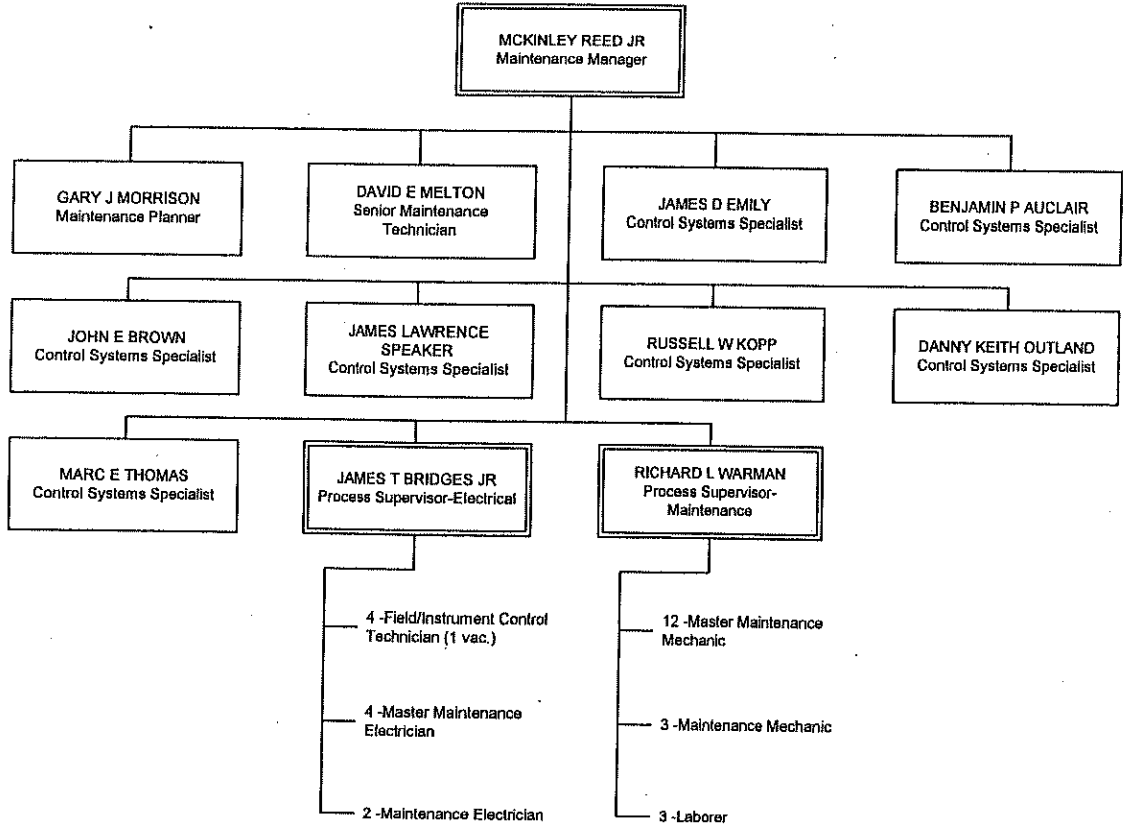 MCKINLEY REED JR
Maintenance Manager
GARY J MORRISON
Maintenance Planner
DAVID E MELTON
Senior Maintenance
Technician
JAMES D EMILY
Control Systems Specialist
BENJAMIN P AUCLAIR
Control Systems Specialist
JOHN E BROWN
Control Systems Specialist
JAMES LAWRENCE
SPEAKER
Control Systems Specialist
RUSSELL W KOPP
Control Systems Specialist
DANNY KEITH OUTLAND
Control Systems Specialist
MARC E THOMAS
Control Systems Specialist
JAMES T BRIDGES JR
Process Supervisor-Electrical
RICHARD L WARMAN
Process Supervisor-
Maintenance
4 -Field/Instrument Control
Technician (1 vac.)
4 -Master Maintenance
Electrician
2 -Maintenance Electrician
12 -Master Maintenance
Mechanic
3 -Maintenance Mechanic
3 -Laborer